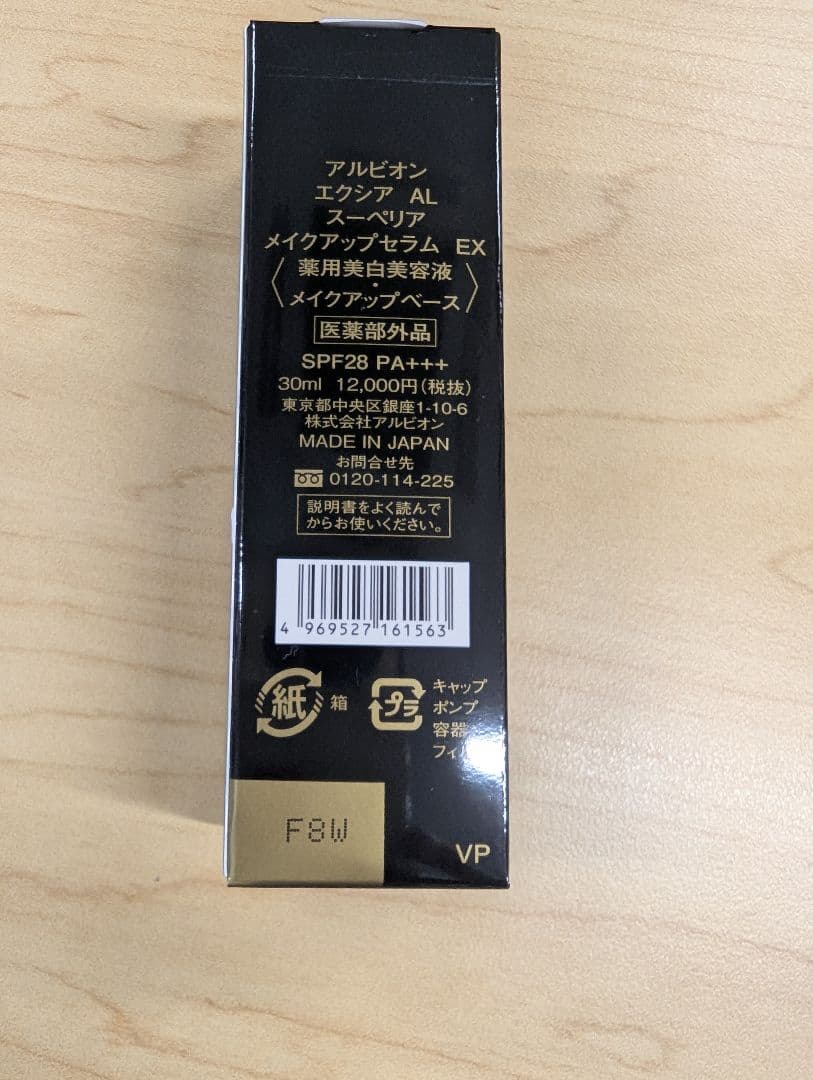 アルビオン
エクシア AL
スーペリア
メイクアップセラム EX
〈薬用美白美容液・メイクアップベース〉
医薬部外品
SPF28 PA+++
30ml 12,000円(税抜)
東京都中央区銀座1-10-6
株式会社アルビオン
MADE IN JAPAN
お問合せ先
0120-114-225
説明書をよく読んで
からお使いください。
4 969527 161563
紙 箱
プラ キャップ
ポンプ
容器
F8W
VP